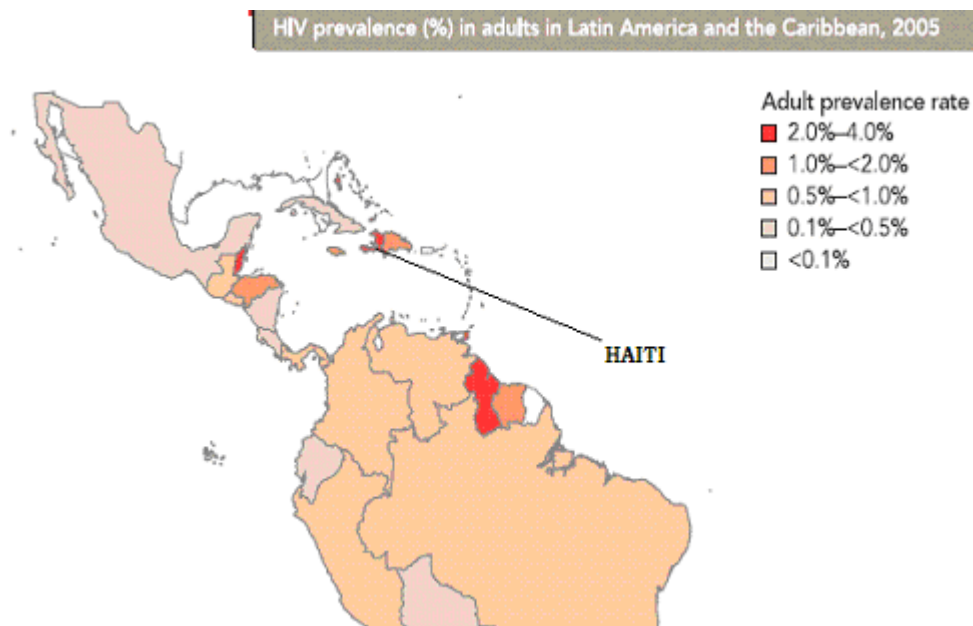 HIV prevalence (%) in adults in Latin America and the Caribbean, 2005
Adult prevalence rate
2.0%–4.0%
1.0%–<2.0%
0.5%–<1.0%
0.1%–<0.5%
<0.1%
HAITI